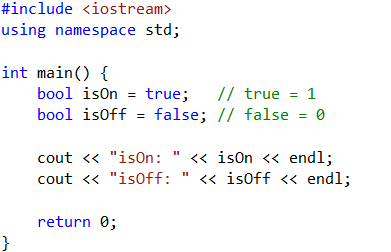 #include <iostream>
using namespace std;
int main() {
    bool isOn = true;   // true = 1
    bool isOff = false; // false = 0
    cout << "isOn: " << isOn << endl;
    cout << "isOff: " << isOff << endl;
    return 0;
}